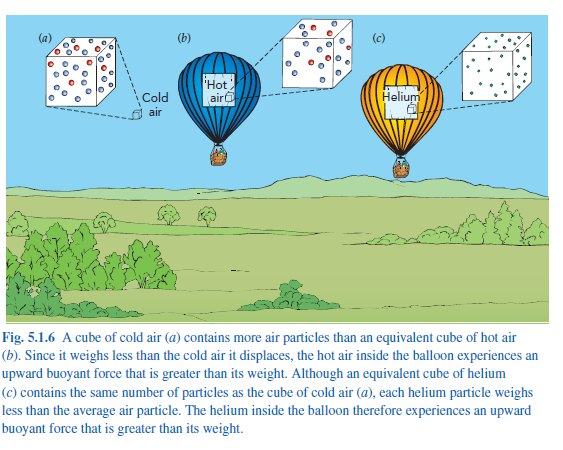 (a)
(b)
(c)
Cold
air
Hot
air
Helium
Fig. 5.1.6 A cube of cold air (a) contains more air particles than an equivalent cube of hot air
(b). Since it weighs less than the cold air it displaces, the hot air inside the balloon experiences an
upward buoyant force that is greater than its weight. Although an equivalent cube of helium
(c) contains the same number of particles as the cube of cold air (a), each helium particle weighs
less than the average air particle. The helium inside the balloon therefore experiences an upward
buoyant force that is greater than its weight.